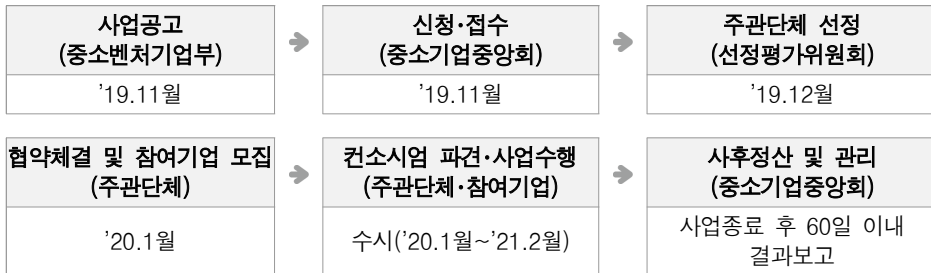 사업공고
(중소벤처기업부)
'19.11월
신청·접수
(중소기업중앙회)
'19.11월
주관단체 선정
(선정평가위원회)
'19.12월
협약체결 및 참여기업 모집
(주관단체)
'20.1월
컨소시엄 파견·사업수행
(주관단체·참여기업)
수시('20.1월~'21.2월)
사후정산 및 관리
(중소기업중앙회)
사업종료 후 60일 이내
결과보고